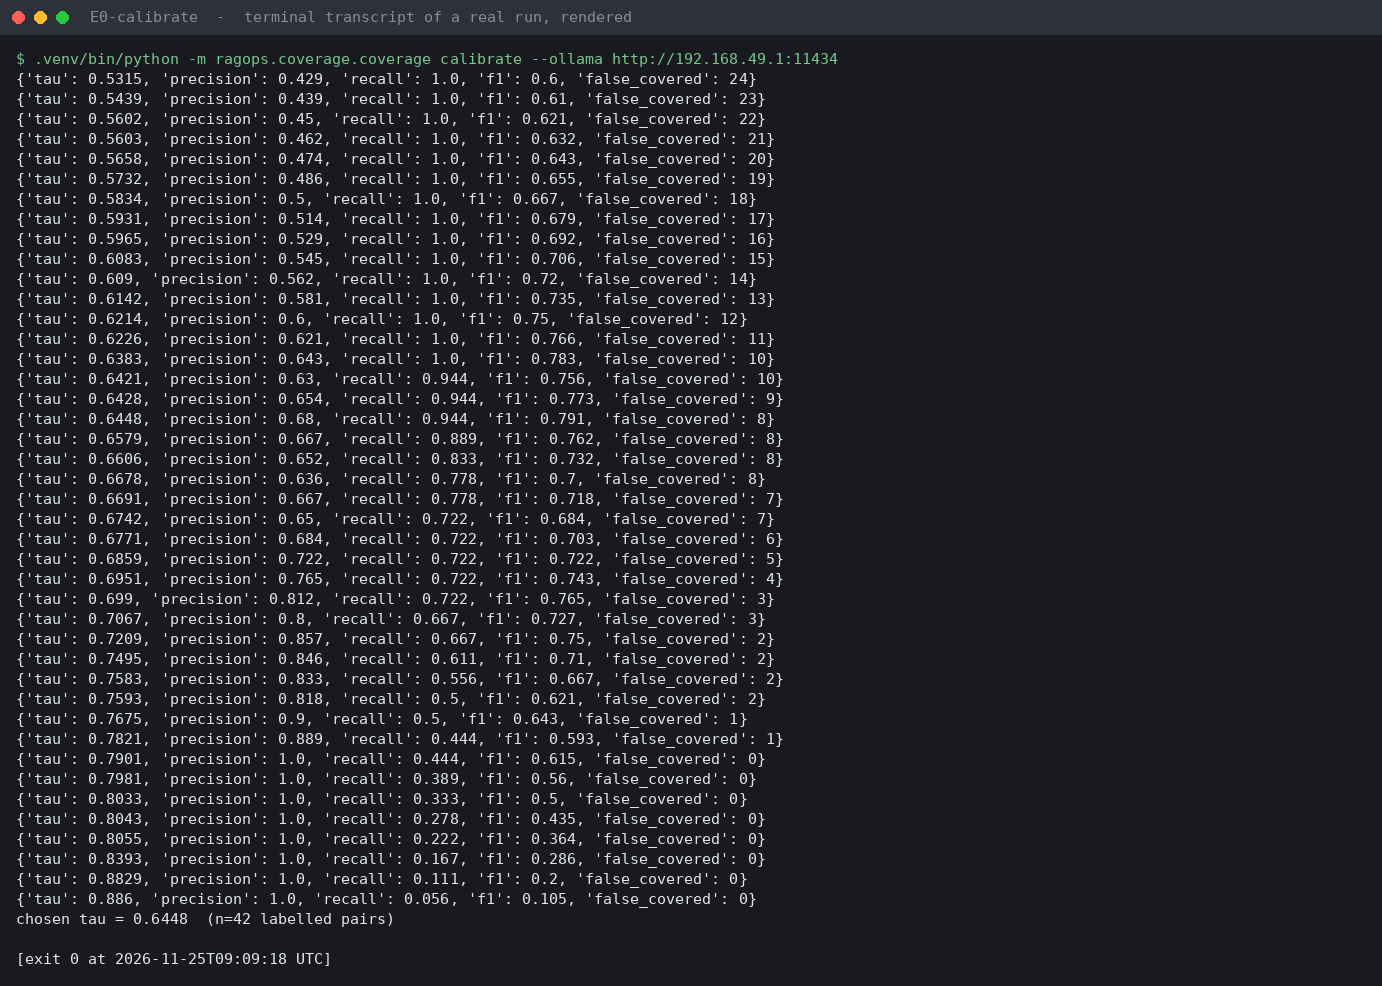 E0-calibrate - terminal transcript of a real run, rendered
$ .venv/bin/python -m ragops.coverage.coverage calibrate --ollama http://192.168.49.1:11434
{'tau': 0.5315, 'precision': 0.429, 'recall': 1.0, 'f1': 0.6, 'false_covered': 24}
{'tau': 0.5439, 'precision': 0.439, 'recall': 1.0, 'f1': 0.61, 'false_covered': 23}
{'tau': 0.5602, 'precision': 0.45, 'recall': 1.0, 'f1': 0.621, 'false_covered': 22}
{'tau': 0.5603, 'precision': 0.462, 'recall': 1.0, 'f1': 0.632, 'false_covered': 21}
{'tau': 0.5658, 'precision': 0.474, 'recall': 1.0, 'f1': 0.643, 'false_covered': 20}
{'tau': 0.5732, 'precision': 0.486, 'recall': 1.0, 'f1': 0.655, 'false_covered': 19}
{'tau': 0.5834, 'precision': 0.5, 'recall': 1.0, 'f1': 0.667, 'false_covered': 18}
{'tau': 0.5931, 'precision': 0.514, 'recall': 1.0, 'f1': 0.679, 'false_covered': 17}
{'tau': 0.5965, 'precision': 0.529, 'recall': 1.0, 'f1': 0.692, 'false_covered': 16}
{'tau': 0.6083, 'precision': 0.545, 'recall': 1.0, 'f1': 0.706, 'false_covered': 15}
{'tau': 0.609, 'precision': 0.562, 'recall': 1.0, 'f1': 0.72, 'false_covered': 14}
{'tau': 0.6142, 'precision': 0.581, 'recall': 1.0, 'f1': 0.735, 'false_covered': 13}
{'tau': 0.6214, 'precision': 0.6, 'recall': 1.0, 'f1': 0.75, 'false_covered': 12}
{'tau': 0.6226, 'precision': 0.621, 'recall': 1.0, 'f1': 0.766, 'false_covered': 11}
{'tau': 0.6383, 'precision': 0.643, 'recall': 1.0, 'f1': 0.783, 'false_covered': 10}
{'tau': 0.6421, 'precision': 0.63, 'recall': 0.944, 'f1': 0.756, 'false_covered': 10}
{'tau': 0.6428, 'precision': 0.654, 'recall': 0.944, 'f1': 0.773, 'false_covered': 9}
{'tau': 0.6448, 'precision': 0.68, 'recall': 0.944, 'f1': 0.791, 'false_covered': 8}
{'tau': 0.6579, 'precision': 0.667, 'recall': 0.889, 'f1': 0.762, 'false_covered': 8}
{'tau': 0.6606, 'precision': 0.652, 'recall': 0.833, 'f1': 0.732, 'false_covered': 8}
{'tau': 0.6678, 'precision': 0.636, 'recall': 0.778, 'f1': 0.7, 'false_covered': 8}
{'tau': 0.6691, 'precision': 0.667, 'recall': 0.778, 'f1': 0.718, 'false_covered': 7}
{'tau': 0.6742, 'precision': 0.65, 'recall': 0.722, 'f1': 0.684, 'false_covered': 7}
{'tau': 0.6771, 'precision': 0.684, 'recall': 0.722, 'f1': 0.703, 'false_covered': 6}
{'tau': 0.6859, 'precision': 0.722, 'recall': 0.722, 'f1': 0.722, 'false_covered': 5}
{'tau': 0.6951, 'precision': 0.765, 'recall': 0.722, 'f1': 0.743, 'false_covered': 4}
{'tau': 0.699, 'precision': 0.812, 'recall': 0.722, 'f1': 0.765, 'false_covered': 3}
{'tau': 0.7067, 'precision': 0.8, 'recall': 0.667, 'f1': 0.727, 'false_covered': 3}
{'tau': 0.7209, 'precision': 0.857, 'recall': 0.667, 'f1': 0.75, 'false_covered': 2}
{'tau': 0.7495, 'precision': 0.846, 'recall': 0.611, 'f1': 0.71, 'false_covered': 2}
{'tau': 0.7583, 'precision': 0.833, 'recall': 0.556, 'f1': 0.667, 'false_covered': 2}
{'tau': 0.7593, 'precision': 0.818, 'recall': 0.5, 'f1': 0.621, 'false_covered': 2}
{'tau': 0.7675, 'precision': 0.9, 'recall': 0.5, 'f1': 0.643, 'false_covered': 1}
{'tau': 0.7821, 'precision': 0.889, 'recall': 0.444, 'f1': 0.593, 'false_covered': 1}
{'tau': 0.7901, 'precision': 1.0, 'recall': 0.444, 'f1': 0.615, 'false_covered': 0}
{'tau': 0.7981, 'precision': 1.0, 'recall': 0.389, 'f1': 0.56, 'false_covered': 0}
{'tau': 0.8033, 'precision': 1.0, 'recall': 0.333, 'f1': 0.5, 'false_covered': 0}
{'tau': 0.8043, 'precision': 1.0, 'recall': 0.278, 'f1': 0.435, 'false_covered': 0}
{'tau': 0.8055, 'precision': 1.0, 'recall': 0.222, 'f1': 0.364, 'false_covered': 0}
{'tau': 0.8393, 'precision': 1.0, 'recall': 0.167, 'f1': 0.286, 'false_covered': 0}
{'tau': 0.8829, 'precision': 1.0, 'recall': 0.111, 'f1': 0.2, 'false_covered': 0}
{'tau': 0.886, 'precision': 1.0, 'recall': 0.056, 'f1': 0.105, 'false_covered': 0}
chosen tau = 0.6448  (n=42 labelled pairs)
[exit 0 at 2026-11-25T09:09:18 UTC]